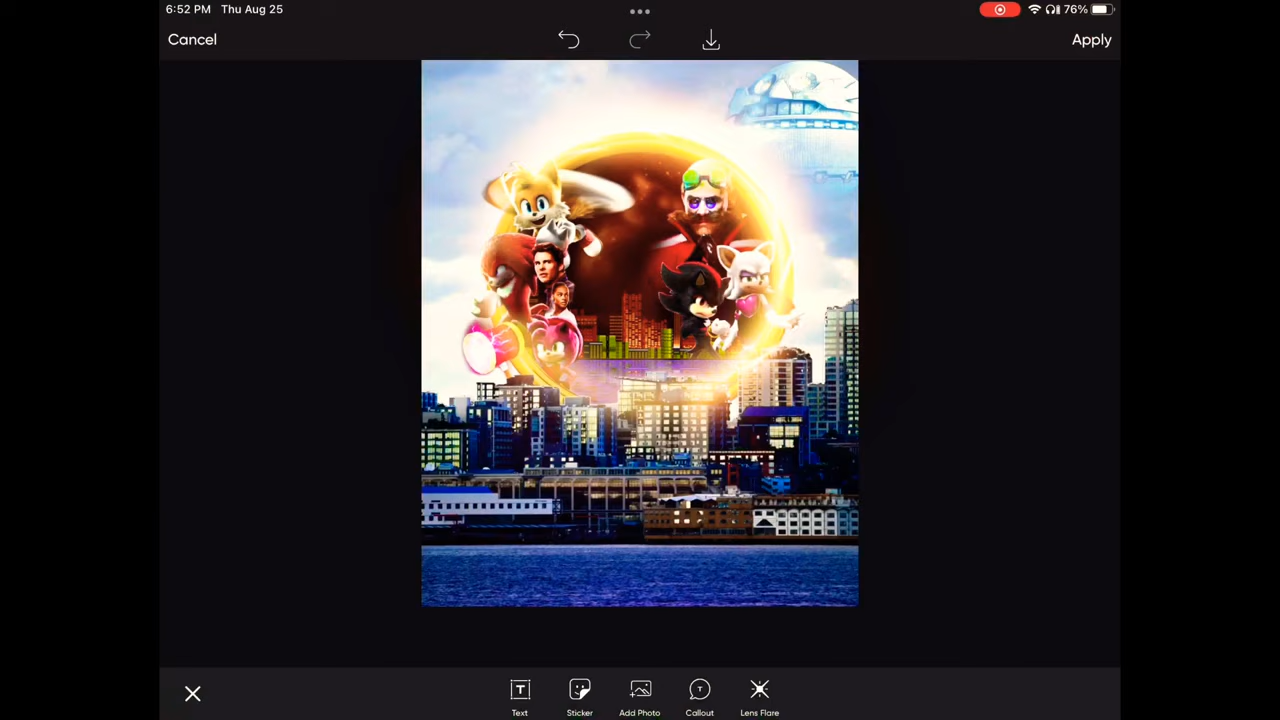 6:52 PM Thu Aug 25
76%
Cancel
Apply
Text
Sticker
Add Photo
Callout
Lens Flare